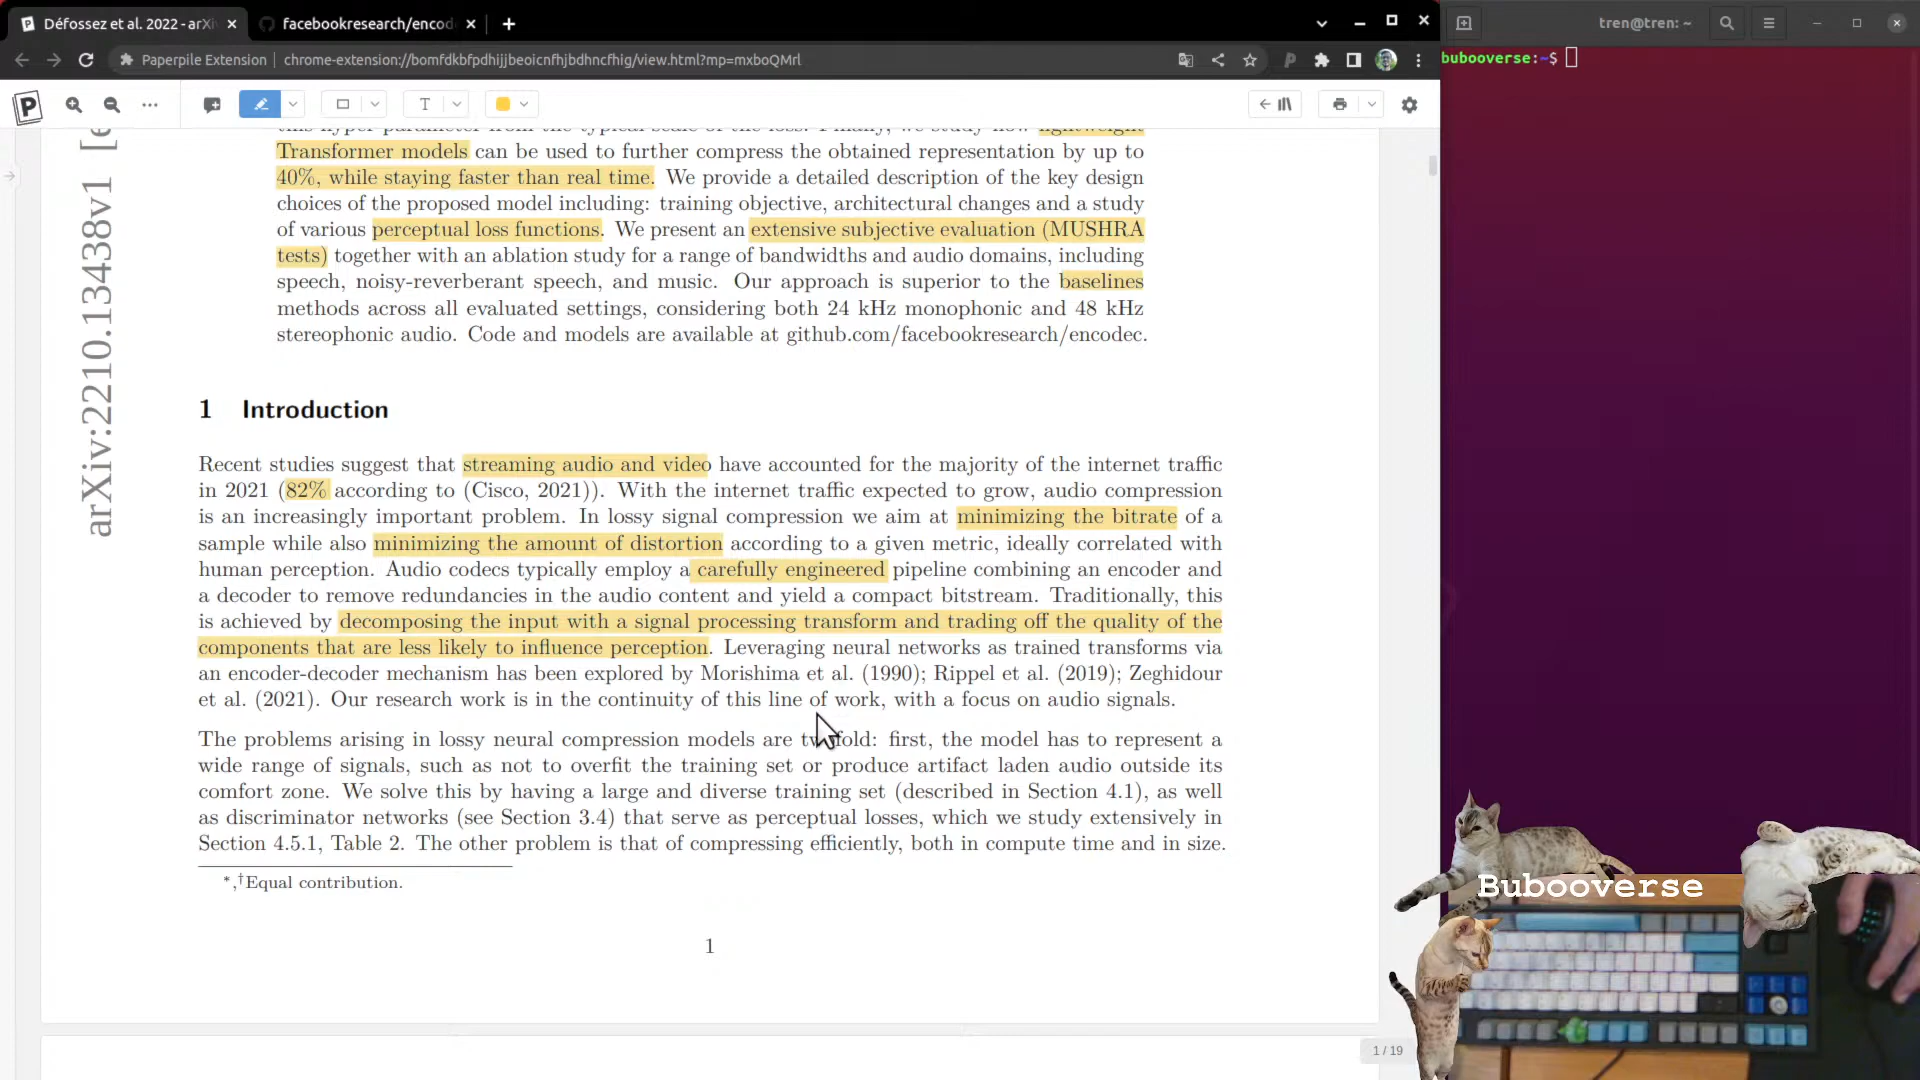 Défossez et al. 2022 - arXiv
facebookresearch/encod
tren@tren: ~
Paperpile Extension
chrome-extension://bomfdkbfpdhijjbeoicnfhjbdhncfhig/view.html?mp=mxboQMrl
bubooverse:~$
P
T
this hyper-parameter from the typical scale of the loss. Finally, we study how lightweight
Transformer models can be used to further compress the obtained representation by up to
40%, while staying faster than real time. We provide a detailed description of the key design
choices of the proposed model including: training objective, architectural changes and a study
of various perceptual loss functions. We present an extensive subjective evaluation (MUSHRA
tests) together with an ablation study for a range of bandwidths and audio domains, including
speech, noisy-reverberant speech, and music. Our approach is superior to the baselines
methods across all evaluated settings, considering both 24 kHz monophonic and 48 kHz
stereophonic audio. Code and models are available at github.com/facebookresearch/encodec.
arXiv:2210.13438v1 [e
1 Introduction
Recent studies suggest that streaming audio and video have accounted for the majority of the internet traffic
in 2021 (82% according to (Cisco, 2021)). With the internet traffic expected to grow, audio compression
is an increasingly important problem. In lossy signal compression we aim at minimizing the bitrate of a
sample while also minimizing the amount of distortion according to a given metric, ideally correlated with
human perception. Audio codecs typically employ a carefully engineered pipeline combining an encoder and
a decoder to remove redundancies in the audio content and yield a compact bitstream. Traditionally, this
is achieved by decomposing the input with a signal processing transform and trading off the quality of the
components that are less likely to influence perception. Leveraging neural networks as trained transforms via
an encoder-decoder mechanism has been explored by Morishima et al. (1990); Rippel et al. (2019); Zeghidour
et al. (2021). Our research work is in the continuity of this line of work, with a focus on audio signals.
The problems arising in lossy neural compression models are twofold: first, the model has to represent a
wide range of signals, such as not to overfit the training set or produce artifact laden audio outside its
comfort zone. We solve this by having a large and diverse training set (described in Section 4.1), as well
as discriminator networks (see Section 3.4) that serve as perceptual losses, which we study extensively in
Section 4.5.1, Table 2. The other problem is that of compressing efficiently, both in compute time and in size.
*,†Equal contribution.
1
1 / 19
Bubooverse